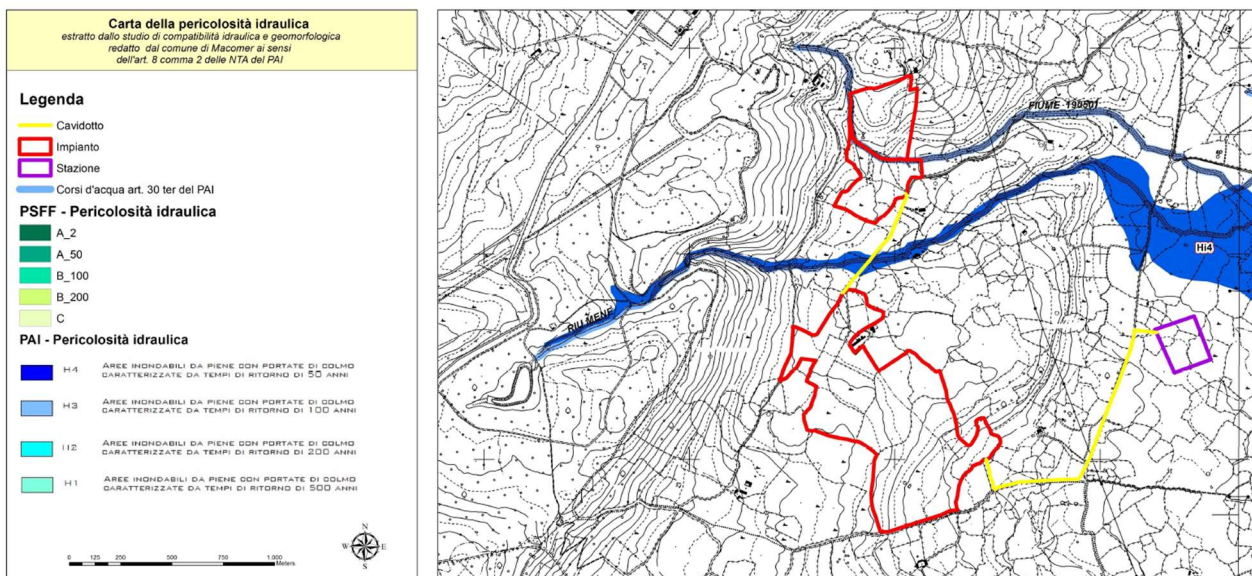 Carta della pericolosità idraulica
estratto dallo studio di compatibilità idraulica e geomorfologica
redatto dal comune di Macomer ai sensi
dell'art. 8 comma 2 delle NTA del PAI
Legenda
Cavidotto
Impianto
Stazione
Corsi d'acqua art. 30 ter del PAI
PSFF - Pericolosità idraulica
A_2
A_50
B_100
B_200
C
PAI - Pericolosità idraulica
H4 AREE INONDABILI DA PIENE CON PORTATE DI COLMO
CARATTERIZZATE DA TEMPI DI RITORNO DI 50 ANNI
H3 AREE INONDABILI DA PIENE CON PORTATE DI COLMO
CARATTERIZZATE DA TEMPI DI RITORNO DI 100 ANNI
H2 AREE INONDABILI DA PIENE CON PORTATE DI COLMO
CARATTERIZZATE DA TEMPI DI RITORNO DI 200 ANNI
H1 AREE INONDABILI DA PIENE CON PORTATE DI COLMO
CARATTERIZZATE DA TEMPI DI RITORNO DI 500 ANNI
N
W E
S
0 125 250 500 750 1.000
Meters
FIUME 190501
Hi4
RIU MENE